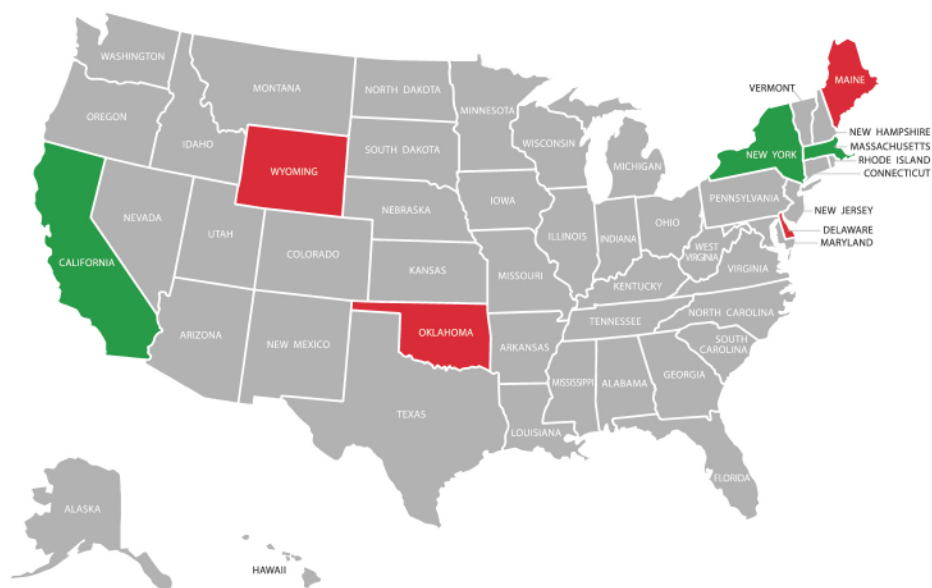 WASHINGTON
MONTANA
NORTH DAKOTA
MINNESOTA
MAINE
VERMONT
OREGON
IDAHO
SOUTH DAKOTA
WISCONSIN
MICHIGAN
NEW YORK
NEW HAMPSHIRE
MASSACHUSETTS
RHODE ISLAND
CONNECTICUT
WYOMING
NEBRASKA
IOWA
PENNSYLVANIA
NEW JERSEY
DELAWARE
MARYLAND
NEVADA
UTAH
COLORADO
KANSAS
ILLINOIS
INDIANA
OHIO
WEST
VIRGINIA
VIRGINIA
CALIFORNIA
MISSOURI
KENTUCKY
ARIZONA
NEW MEXICO
OKLAHOMA
ARKANSAS
TENNESSEE
NORTH CAROLINA
SOUTH
CAROLINA
TEXAS
LOUISIANA
MISSISSIPPI
ALABAMA
GEORGIA
FLORIDA
ALASKA
HAWAII